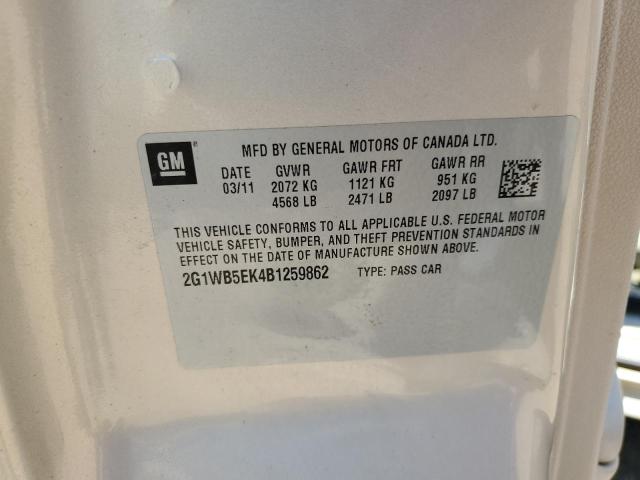 GM
MFD BY GENERAL MOTORS OF CANADA LTD.
DATE GVWR GAWR FRT GAWR RR
03/11 2072 KG 1121 KG 951 KG
4568 LB 2471 LB 2097 LB
THIS VEHICLE CONFORMS TO ALL APPLICABLE U.S. FEDERAL MOTOR
VEHICLE SAFETY, BUMPER, AND THEFT PREVENTION STANDARDS IN
EFFECT ON THE DATE OF MANUFACTURE SHOWN ABOVE.
2G1WB5EK4B1259862 TYPE: PASS CAR